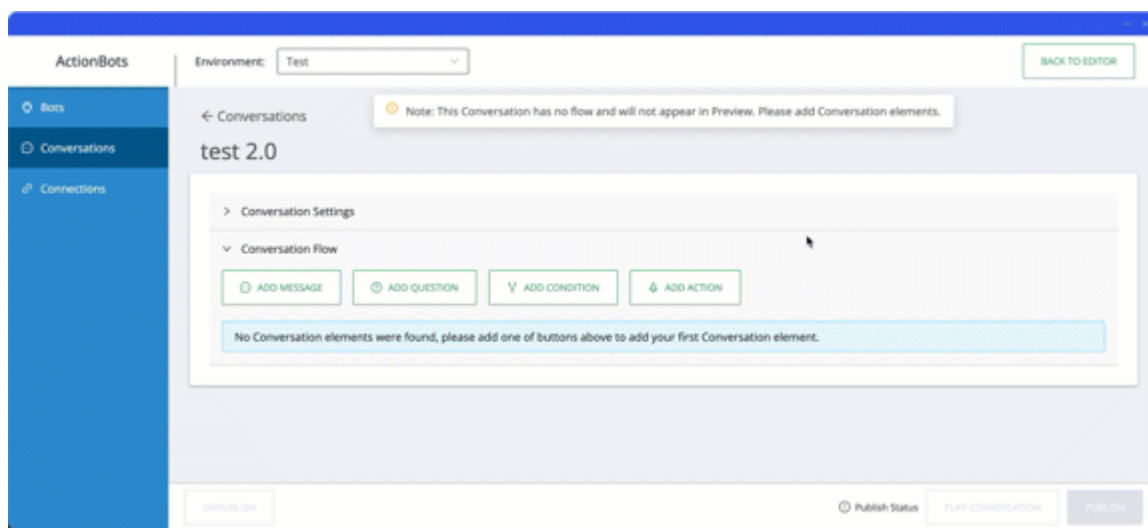 ActionBots
Environment: Test
BACK TO EDITOR
Bots
Conversations
Connections
Note: This Conversation has no flow and will not appear in Preview. Please add Conversation elements.
← Conversations
test 2.0
Conversation Settings
Conversation Flow
ADD MESSAGE
ADD QUESTION
ADD CONDITION
ADD ACTION
No Conversation elements were found, please add one of buttons above to add your first Conversation element.
UNPUBLISH
Publish Status
PLAY CONVERSATION
PUBLISH